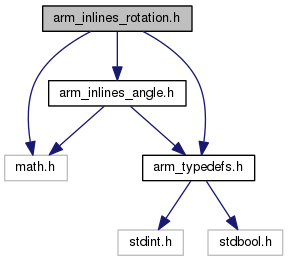 arm_inlines_rotation.h
arm_inlines_angle.h
math.h
arm_typedefs.h
stdint.h
stdbool.h